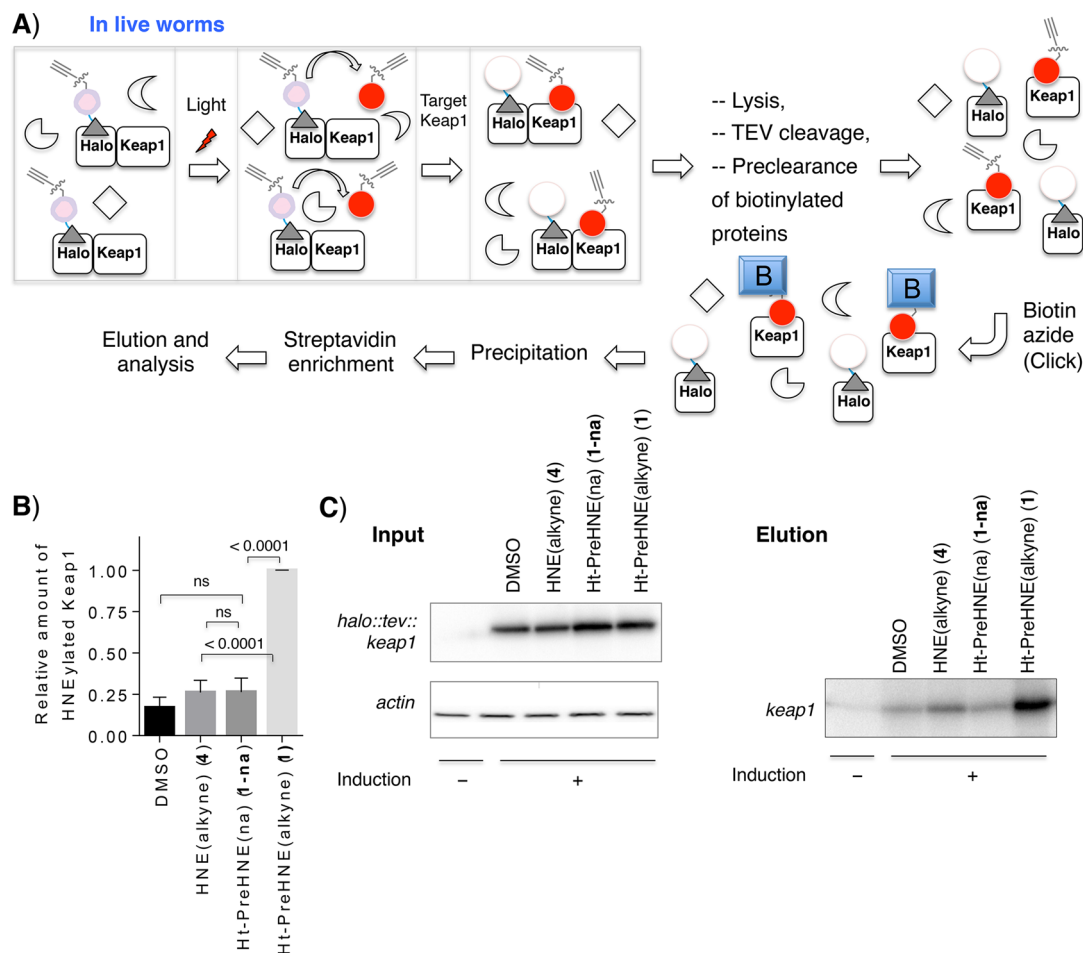 A)
In live worms
Halo Keap1
Halo Keap1
Light
Halo Keap1
Halo Keap1
Target
Keap1
Halo Keap1
Halo Keap1
-- Lysis,
-- TEV cleavage,
-- Preclearance
of biotinylated
proteins
Halo
Keap1
Keap1
Halo
Biotin
azide
(Click)
B
Keap1
B
Keap1
Halo
Halo
Precipitation
Streptavidin
enrichment
Elution and
analysis
B)
Relative amount of
HNEylated Keap1
1.00
0.75
0.50
0.25
0.00
< 0.0001
ns
ns
< 0.0001
DMSO
HNE(alkyne) (4)
Ht-PreHNE(na) (1-na)
Ht-PreHNE(alkyne) (1)
C)
Input
DMSO
HNE(alkyne) (4)
Ht-PreHNE(na) (1-na)
Ht-PreHNE(alkyne) (1)
halo::tev::
keap1
actin
Induction – +
Elution
DMSO
HNE(alkyne) (4)
Ht-PreHNE(na) (1-na)
Ht-PreHNE(alkyne) (1)
keap1
Induction – +